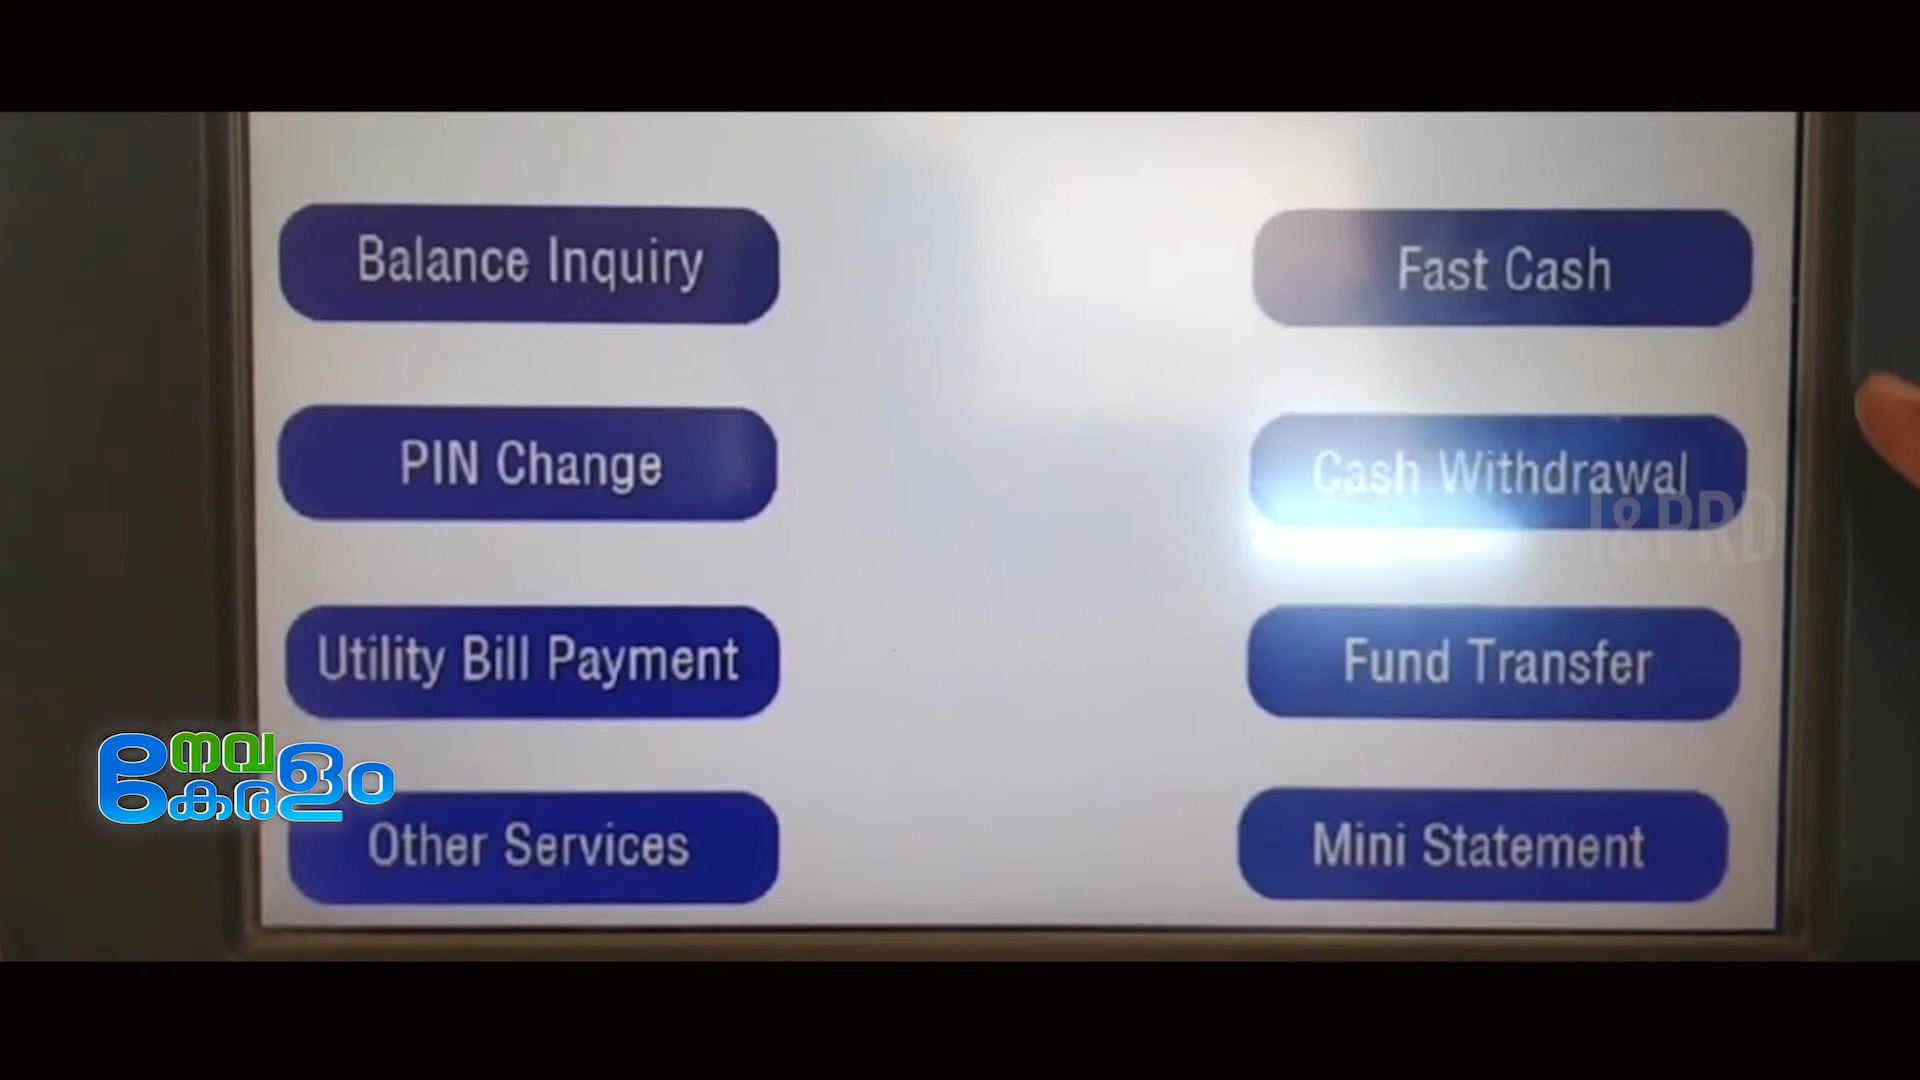 Balance Inquiry
Fast Cash
PIN Change
Cash Withdrawal
I&PRD
Utility Bill Payment
Fund Transfer
നവ
കേരളം
Other Services
Mini Statement